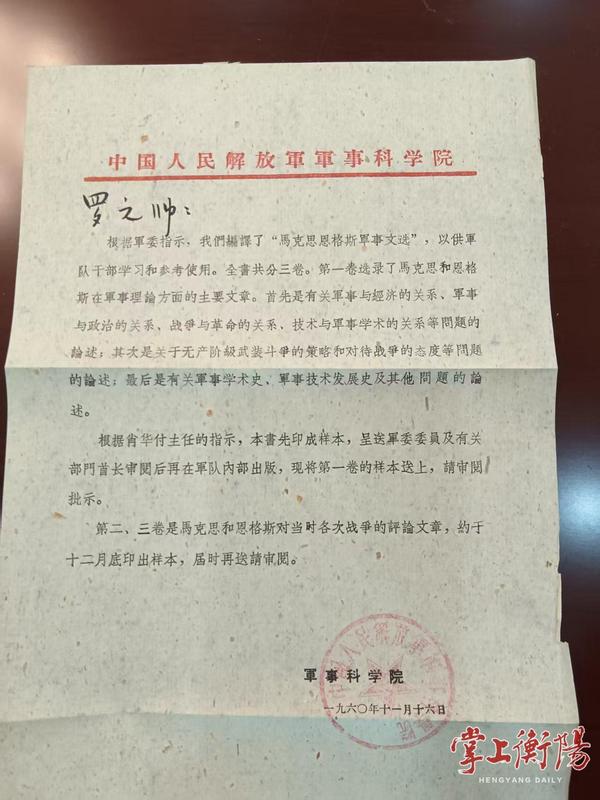 中国人民解放軍軍事科学院
罗元帅：
根据軍委指示，我們編譯了“馬克思恩格斯軍事文选”，以供軍
队干部学习和参考使用。全書共分三卷。第一卷选录了馬克思和恩格
斯在軍事理論方面的主要文章。首先是有关軍事与經济的关系、軍事
与政治的关系、战爭与革命的关系、技术与軍事学术的关系等問題的
論述；其次是关于无产阶級武装斗爭的策略和对待战爭的态度等問題
的論述；最后是有关軍事学术史、軍事技术发展史及其他問題的論
述。
根据肖华付主任的指示，本書先印成样本，呈送軍委委員及有关
部門首长审閱后再在軍队內部出版，现将第一卷的样本送上，請审閱
批示。
第二、三卷是馬克思和恩格斯对当时各次战爭的評論文章，約于
十二月底印出样本，届时再送請审閱。
軍事科学院
一九六〇年十一月十六日
掌上衡陽
HENGYANG DAILY